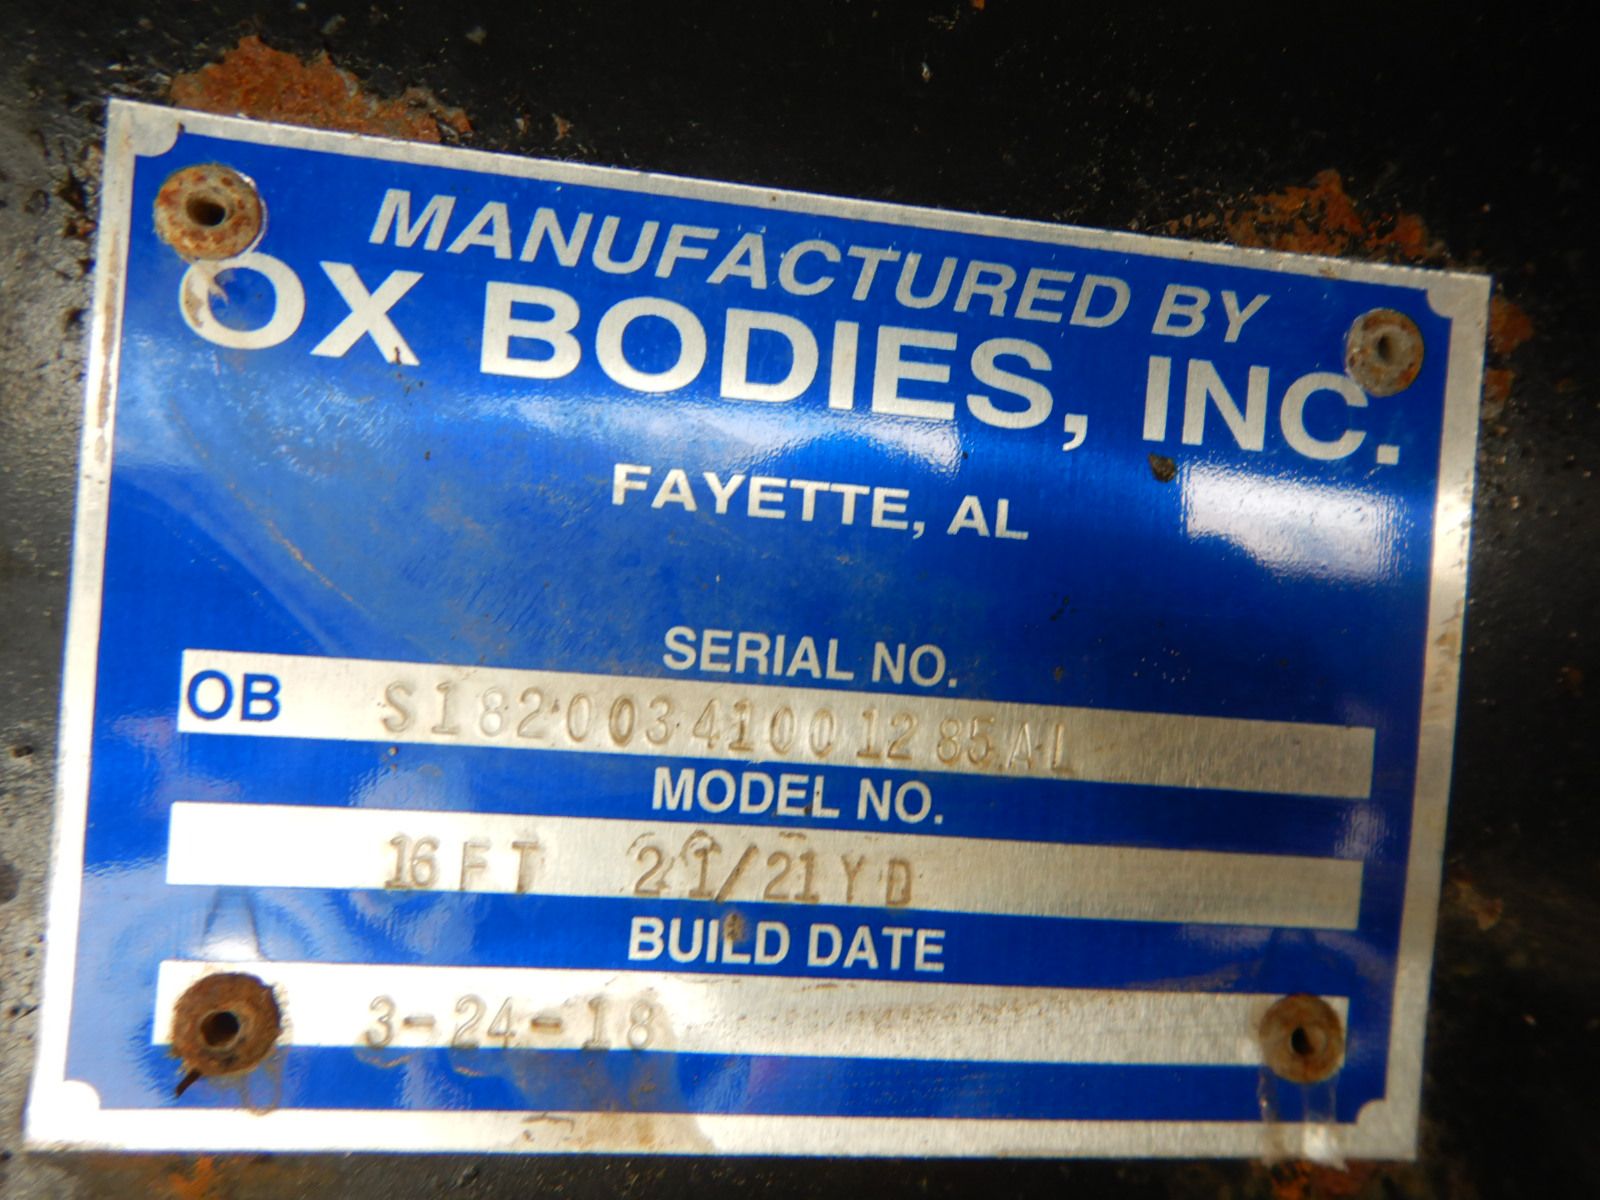 MANUFACTURED BY
OX BODIES, INC.
FAYETTE, AL
SERIAL NO.
OB S18200341001285AL
MODEL NO.
16FT 21/21YD
BUILD DATE
3-24-18